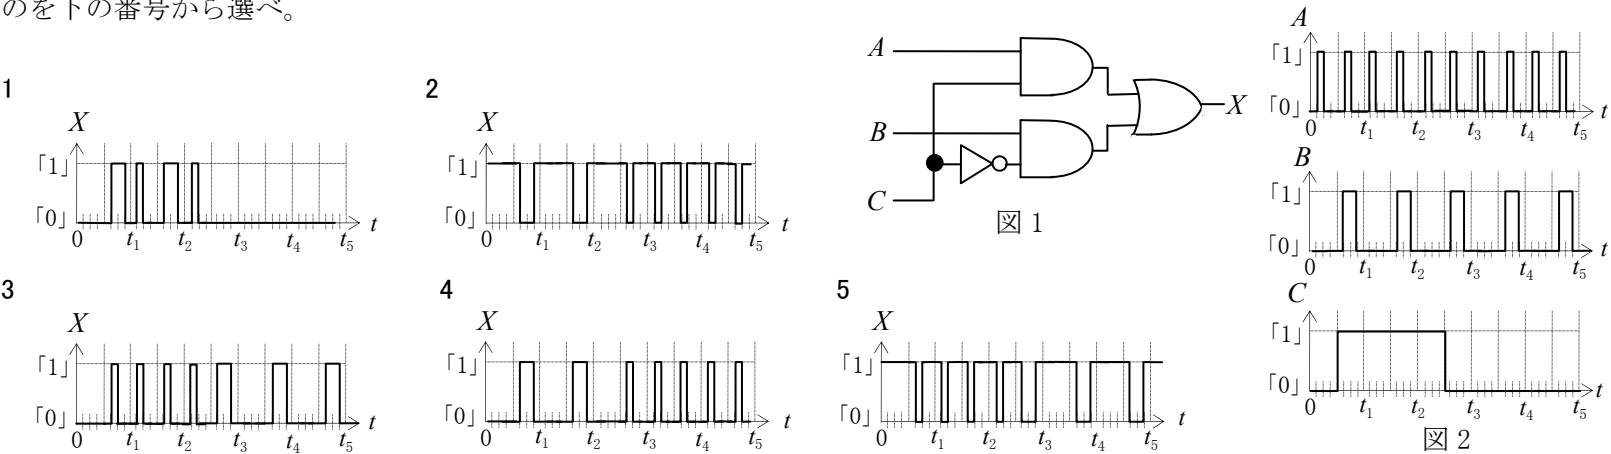 のを下の番号から選べ。
1
X
「1」
「0」
0 t1 t2 t3 t4 t5 t
2
X
「1」
「0」
0 t1 t2 t3 t4 t5 t
3
X
「1」
「0」
0 t1 t2 t3 t4 t5 t
4
X
「1」
「0」
0 t1 t2 t3 t4 t5 t
5
X
「1」
「0」
0 t1 t2 t3 t4 t5 t
A
B
C
X
図1
A
「1」
「0」
0 t1 t2 t3 t4 t5 t
B
「1」
「0」
0 t1 t2 t3 t4 t5 t
C
「1」
「0」
0 t1 t2 t3 t4 t5 t
図2